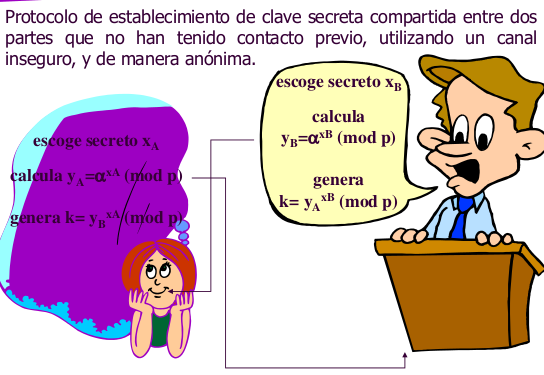 Protocolo de establecimiento de clave secreta compartida entre dos
partes que no han tenido contacto previo, utilizando un canal
inseguro, y de manera anónima.
escoge secreto x_B
calcula
y_B=α^xB (mod p)
genera
k= y_A^xB (mod p)
escoge secreto x_A
calcula y_A=α^xA (mod p)
genera k= y_B^xA (mod p)